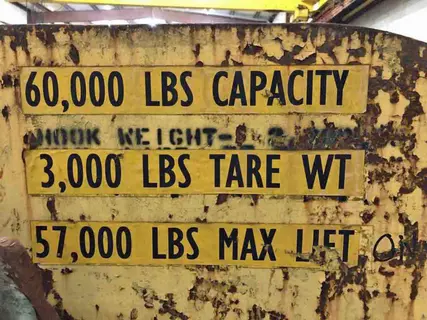 60,000 LBS CAPACITY
HOOK WEIGHT-
3,000 LBS TARE WT
57,000 LBS MAX LIFT